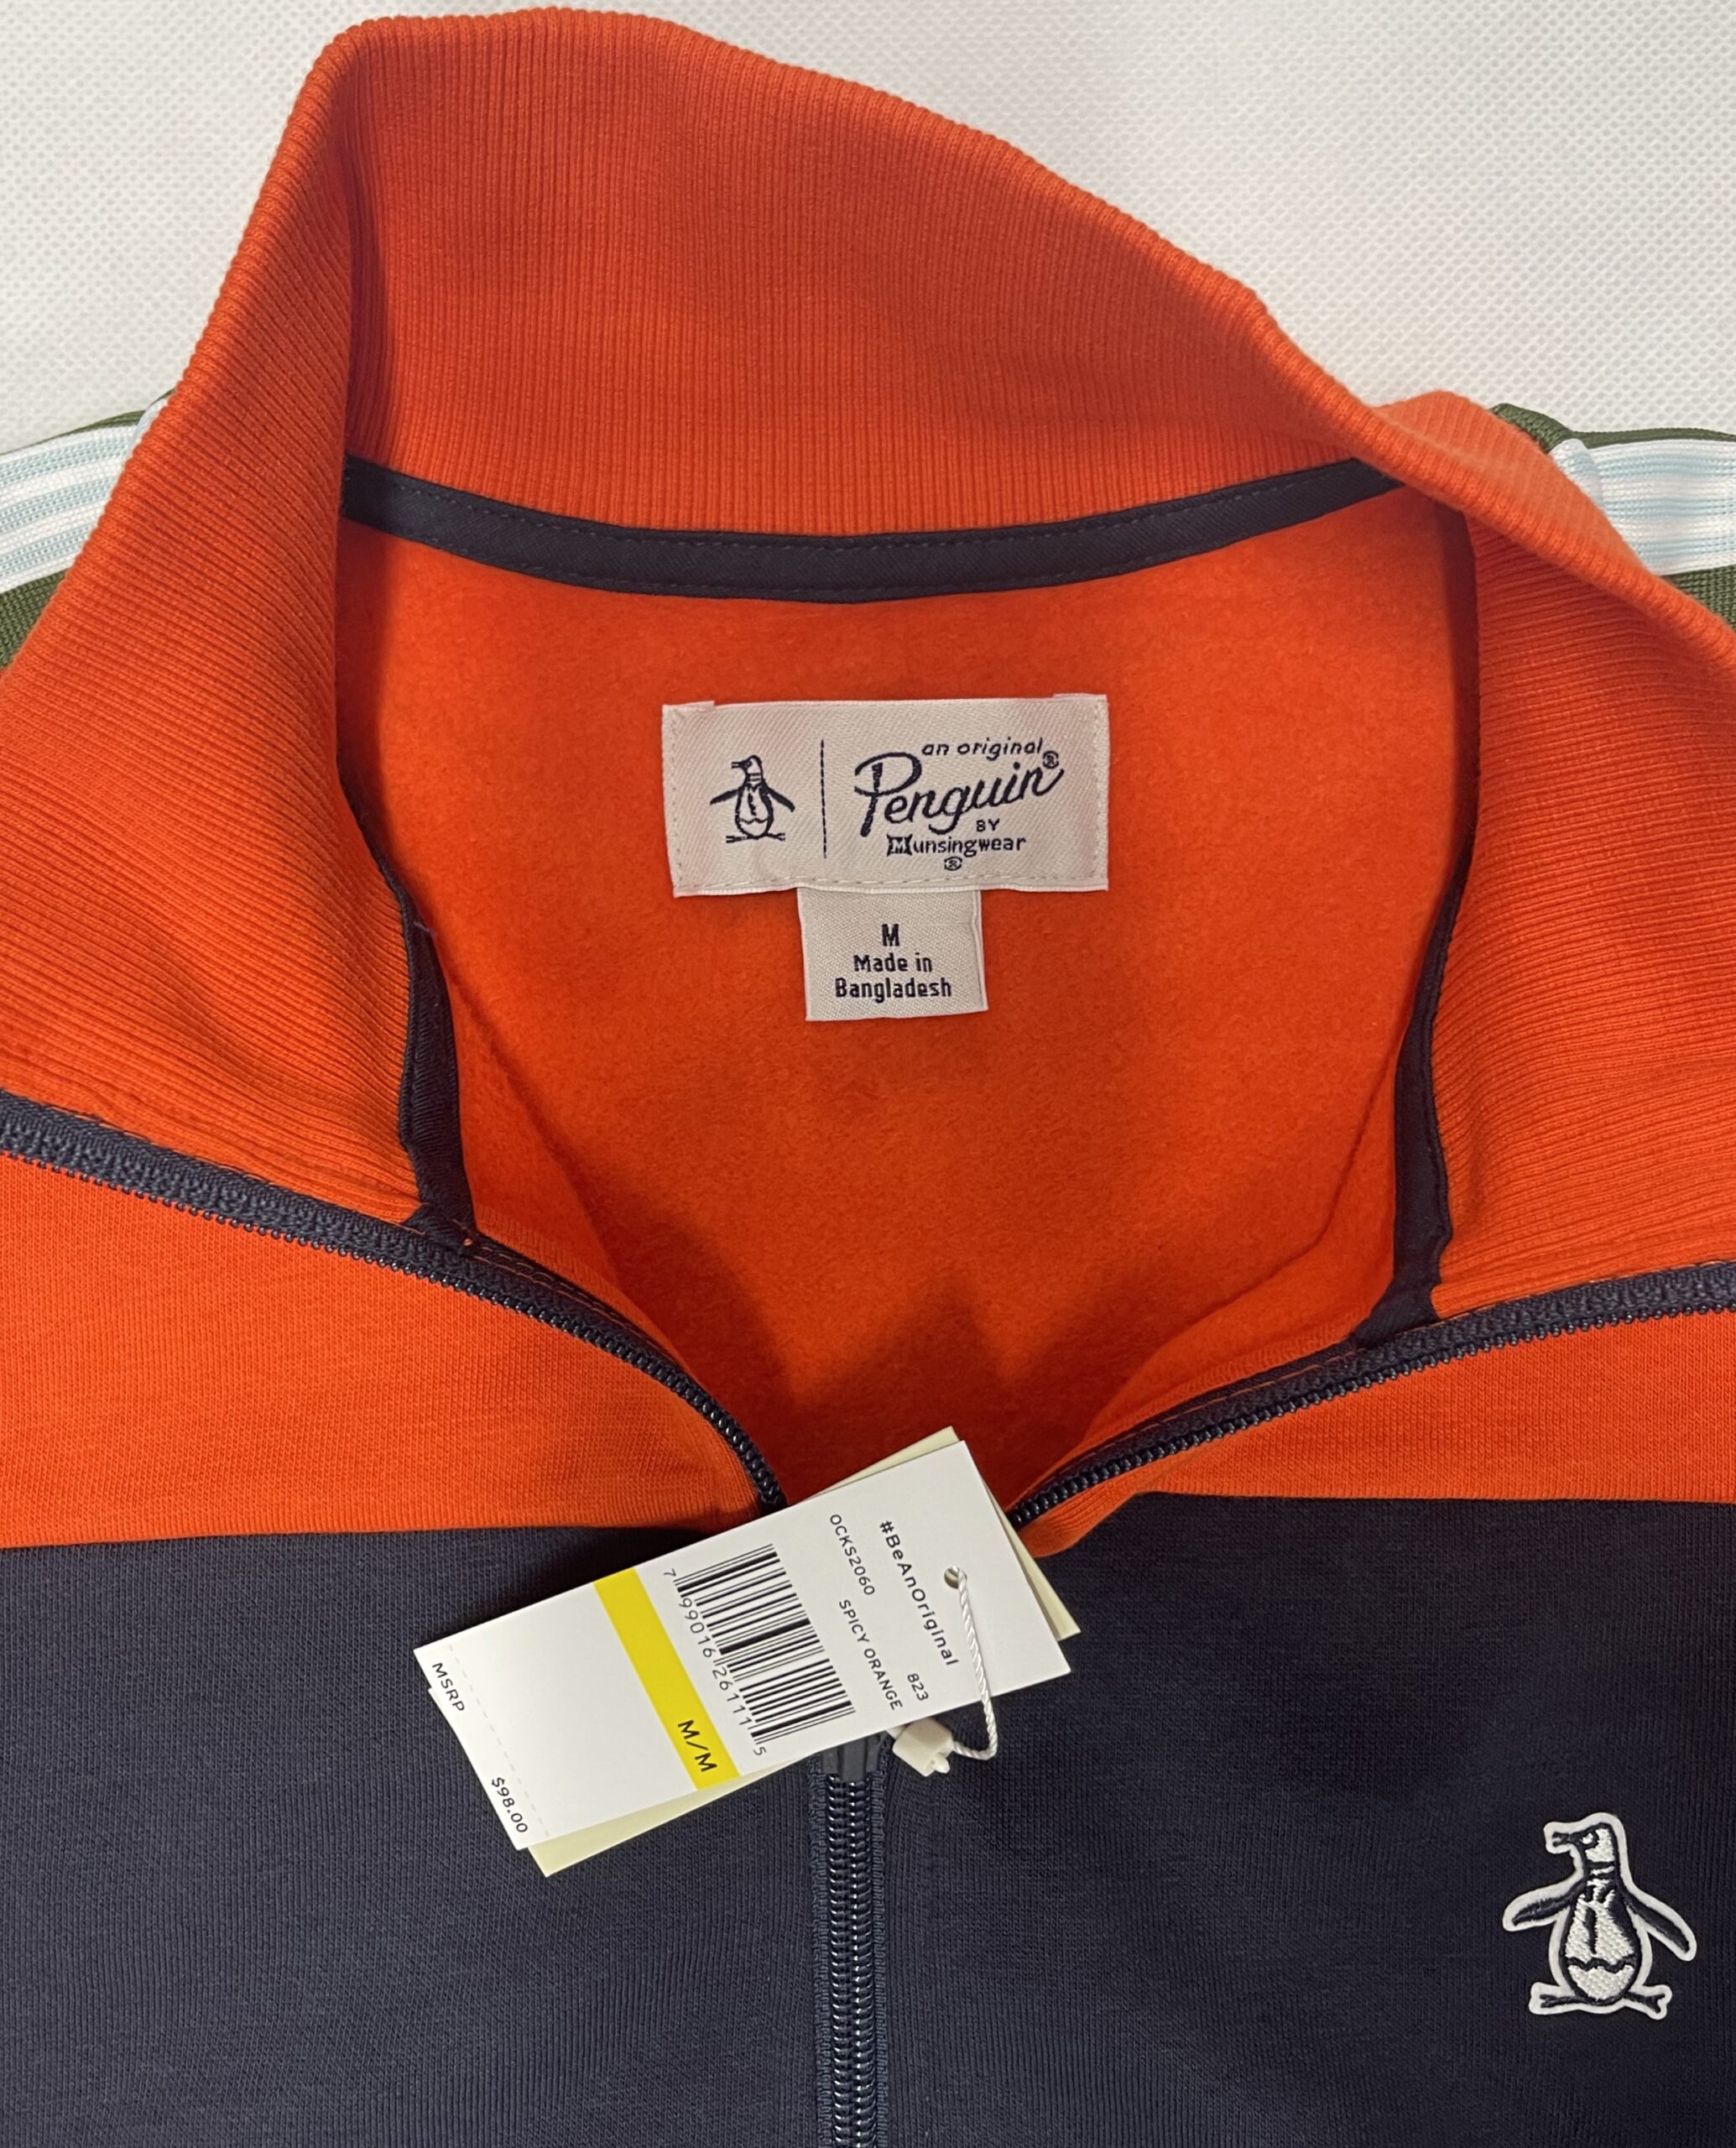 an original®
Penguin
BY
Munsingwear
®
M
Made in
Bangladesh
#BeAnOriginal
OCKS2060 823
SPICY ORANGE
7 99016 26111 5
M/M
MSRP $98.00